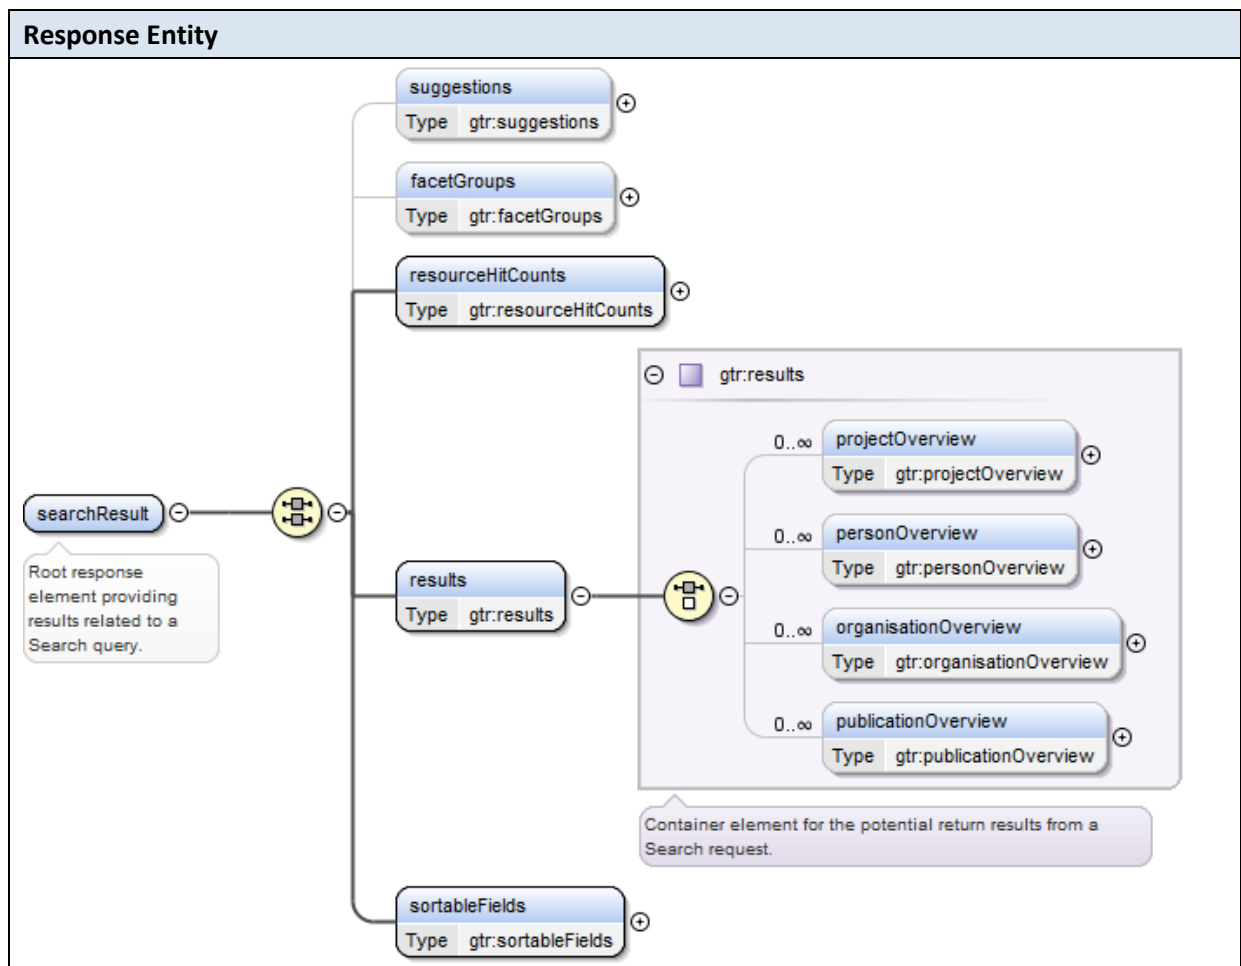 Response Entity
suggestions
Type gtr:suggestions
facetGroups
Type gtr:facetGroups
resourceHitCounts
Type gtr:resourceHitCounts
gtr:results
0..∞ projectOverview
Type gtr:projectOverview
0..∞ personOverview
Type gtr:personOverview
searchResult
Root response
element providing
results related to a
Search query.
results
Type gtr:results
0..∞ organisationOverview
Type gtr:organisationOverview
0..∞ publicationOverview
Type gtr:publicationOverview
Container element for the potential return results from a
Search request.
sortableFields
Type gtr:sortableFields